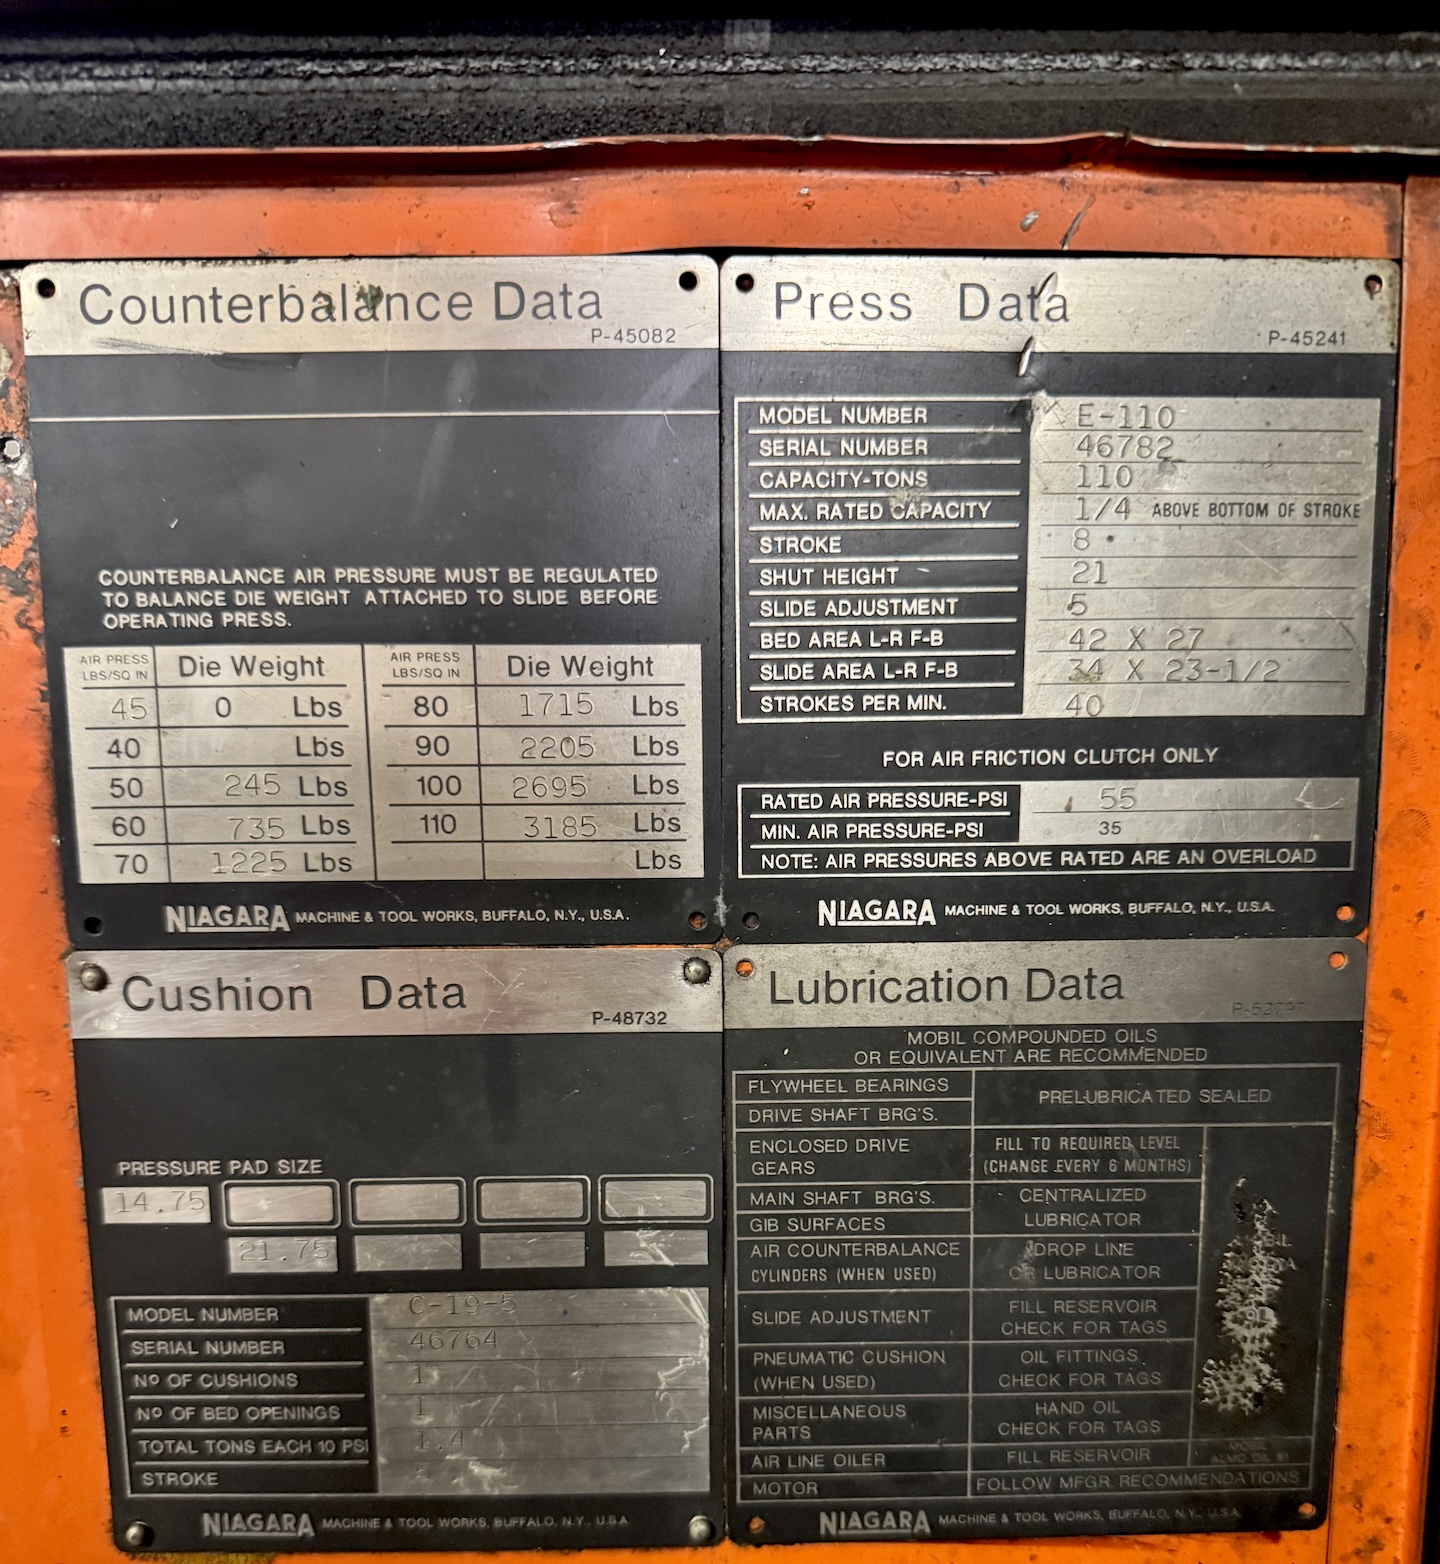 Counterbalance Data
P-45082
COUNTERBALANCE AIR PRESSURE MUST BE REGULATED
TO BALANCE DIE WEIGHT ATTACHED TO SLIDE BEFORE
OPERATING PRESS.
AIR PRESS LBS/SQ IN Die Weight AIR PRESS LBS/SQ IN Die Weight
45 0 Lbs 80 1715 Lbs
40 Lbs 90 2205 Lbs
50 245 Lbs 100 2695 Lbs
60 735 Lbs 110 3185 Lbs
70 1225 Lbs Lbs
NIAGARA MACHINE & TOOL WORKS, BUFFALO, N.Y., U.S.A.
Press Data
P-45241
MODEL NUMBER E-110
SERIAL NUMBER 46782
CAPACITY-TONS 110
MAX. RATED CAPACITY 1/4 ABOVE BOTTOM OF STROKE
STROKE 8
SHUT HEIGHT 21
SLIDE ADJUSTMENT 5
BED AREA L-R F-B 42 X 27
SLIDE AREA L-R F-B 34 X 23-1/2
STROKES PER MIN. 40
FOR AIR FRICTION CLUTCH ONLY
RATED AIR PRESSURE-PSI 55
MIN. AIR PRESSURE-PSI 35
NOTE: AIR PRESSURES ABOVE RATED ARE AN OVERLOAD
NIAGARA MACHINE & TOOL WORKS, BUFFALO, N.Y., U.S.A.
Cushion Data
P-48732
PRESSURE PAD SIZE
14.75
21.75
MODEL NUMBER C-19-5
SERIAL NUMBER 46764
Nº OF CUSHIONS 1
Nº OF BED OPENINGS 1
TOTAL TONS EACH 10 PSI 1.4
STROKE
NIAGARA MACHINE & TOOL WORKS, BUFFALO, N.Y., U.S.A
Lubrication Data
MOBIL COMPOUNDED OILS
OR EQUIVALENT ARE RECOMMENDED
FLYWHEEL BEARINGS
DRIVE SHAFT BRG'S.
PRELUBRICATED SEALED
ENCLOSED DRIVE
GEARS
FILL TO REQUIRED LEVEL
(CHANGE EVERY 6 MONTHS)
MAIN SHAFT BRG'S.
GIB SURFACES
CENTRALIZED
LUBRICATOR
AIR COUNTERBALANCE
CYLINDERS (WHEN USED)
DROP LINE
OR LUBRICATOR
SLIDE ADJUSTMENT
FILL RESERVOIR
CHECK FOR TAGS
OIL
PNEUMATIC CUSHION
(WHEN USED)
OIL FITTINGS
CHECK FOR TAGS
MISCELLANEOUS
PARTS
HAND OIL
CHECK FOR TAGS
AIR LINE OILER FILL RESERVOIR
MOBIL
ALMO OIL #1
MOTOR FOLLOW MFGR. RECOMMENDATIONS
NIAGARA MACHINE & TOOL WORKS, BUFFALO, N.Y., U.S.A.